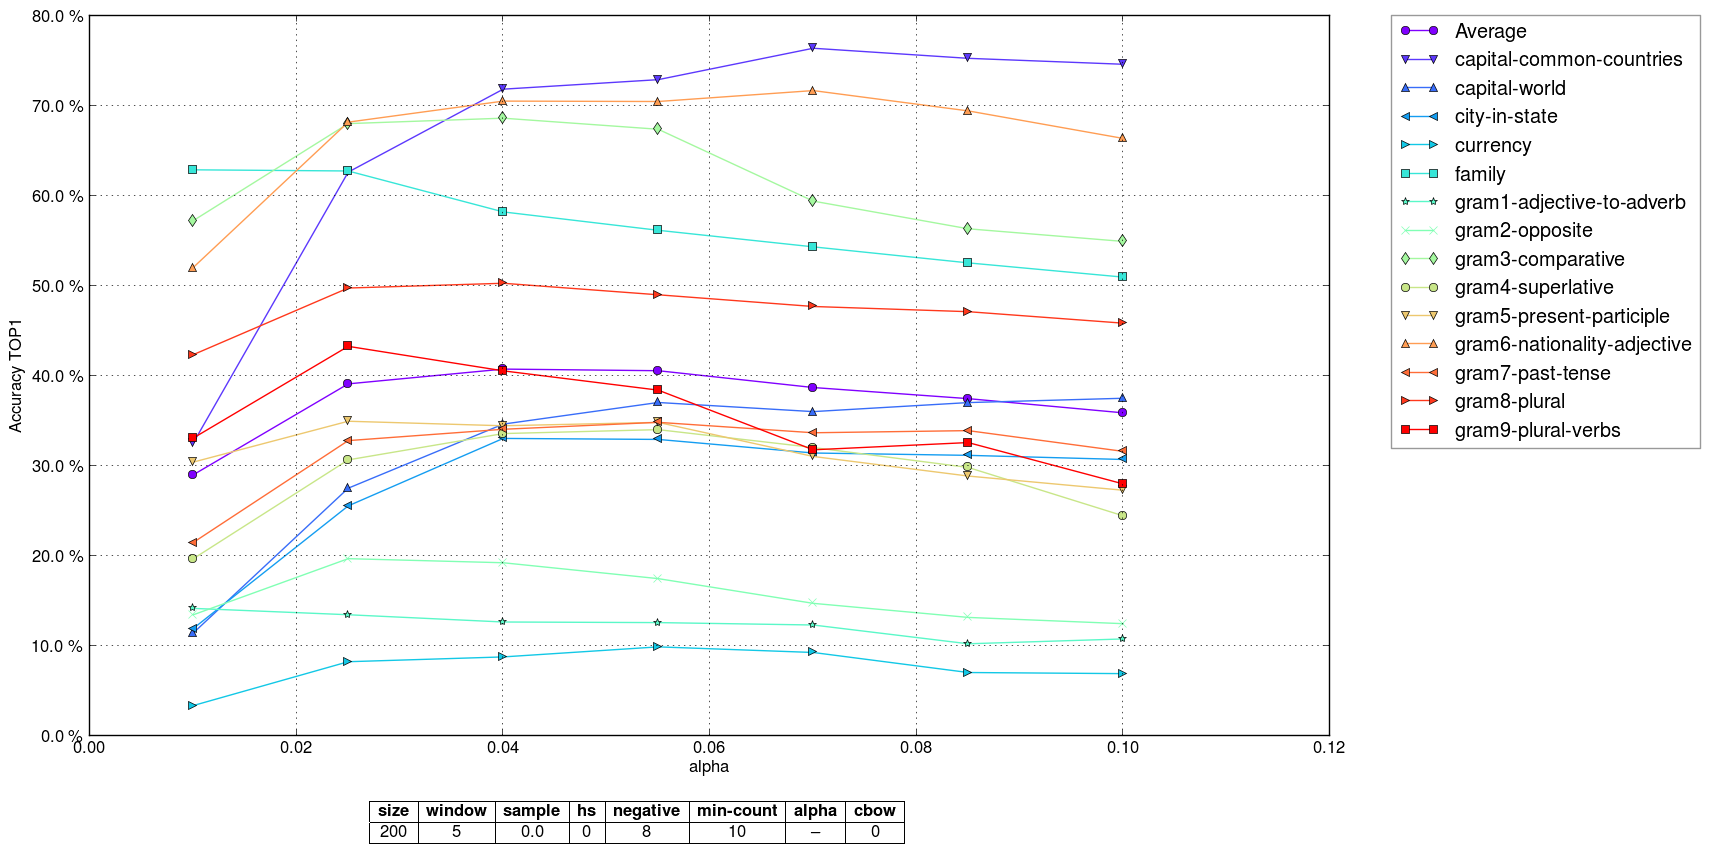 80.0 %
70.0 %
60.0 %
50.0 %
40.0 %
30.0 %
20.0 %
10.0 %
0.0 %
Accuracy TOP1
0.00 0.02 0.04 0.06 0.08 0.10 0.12
alpha
Average
capital-common-countries
capital-world
city-in-state
currency
family
gram1-adjective-to-adverb
gram2-opposite
gram3-comparative
gram4-superlative
gram5-present-participle
gram6-nationality-adjective
gram7-past-tense
gram8-plural
gram9-plural-verbs
size window sample hs negative min-count alpha cbow
200 5 0.0 0 8 10 – 0